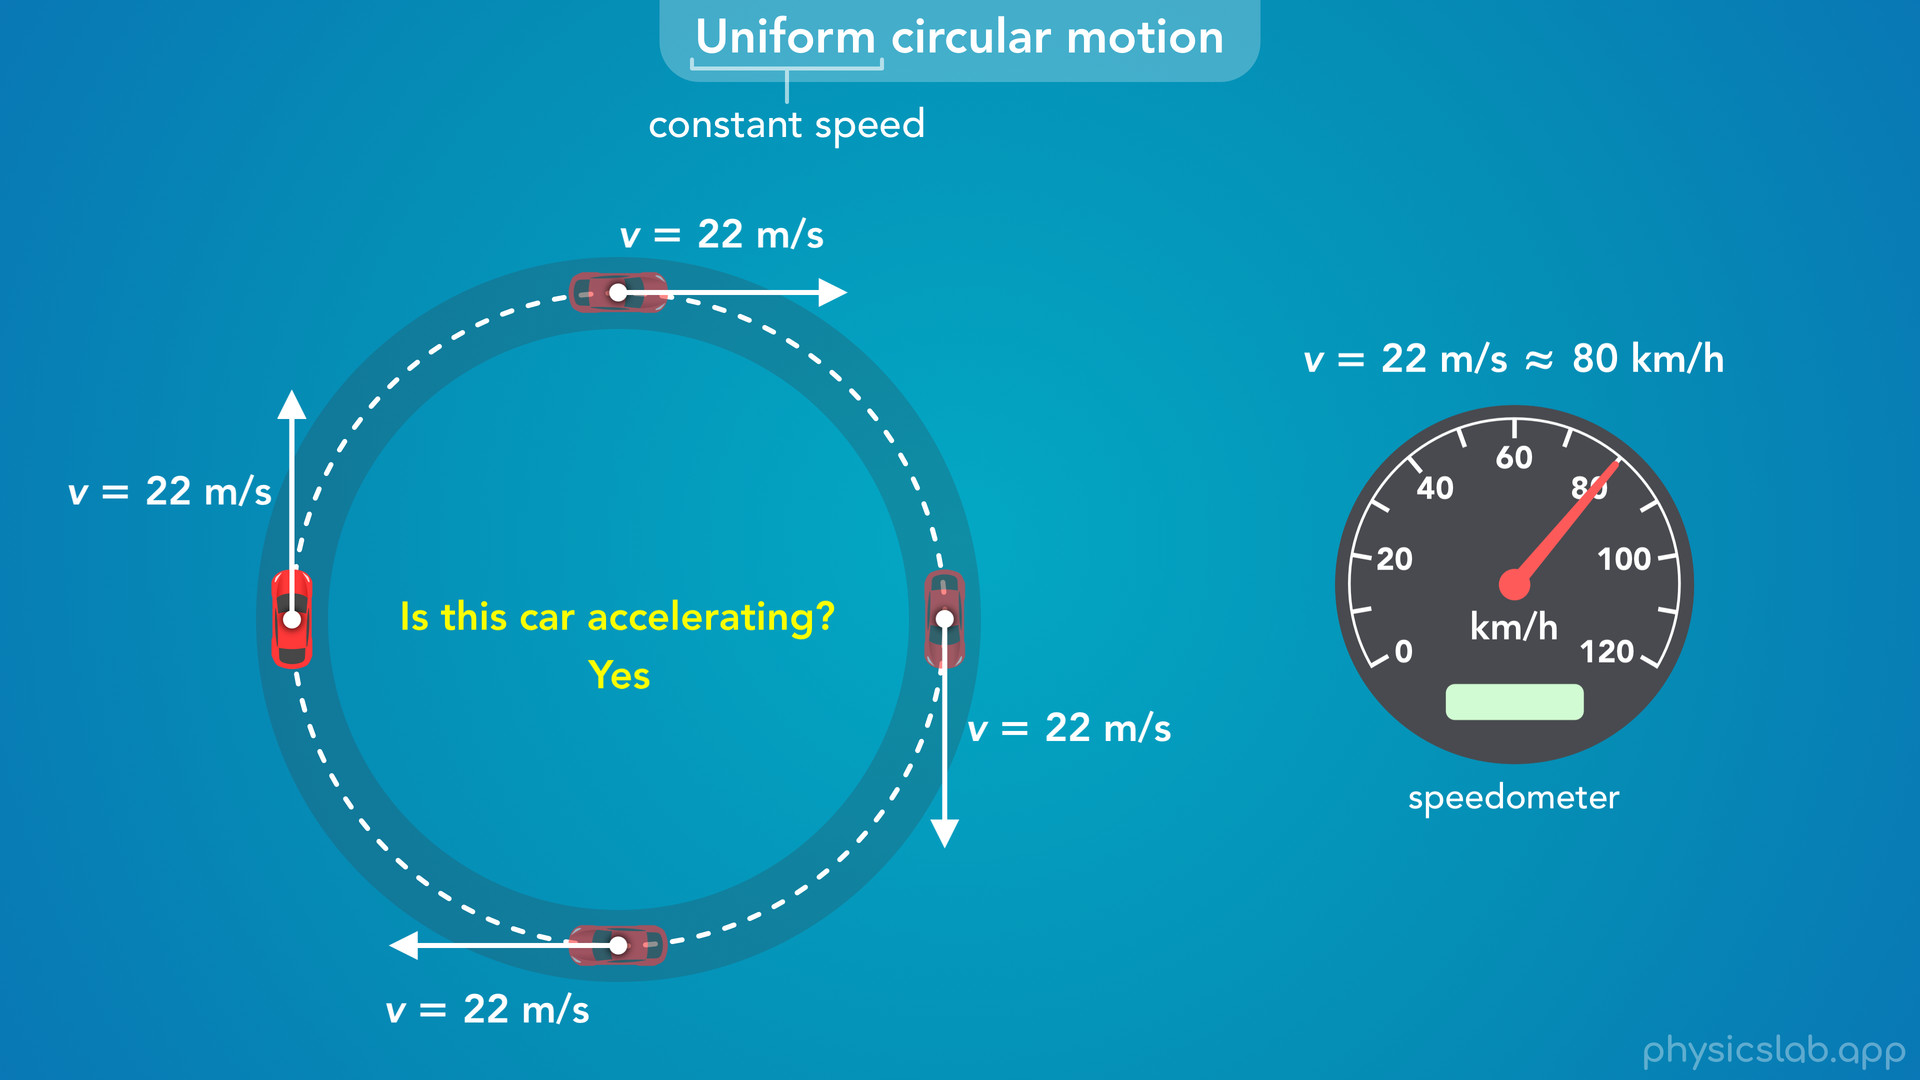 Uniform circular motion
constant speed
v = 22 m/s
v = 22 m/s
Is this car accelerating?
Yes
v = 22 m/s
v = 22 m/s
v = 22 m/s ≈ 80 km/h
0
20
40
60
80
100
120
km/h
speedometer
physicslab.app